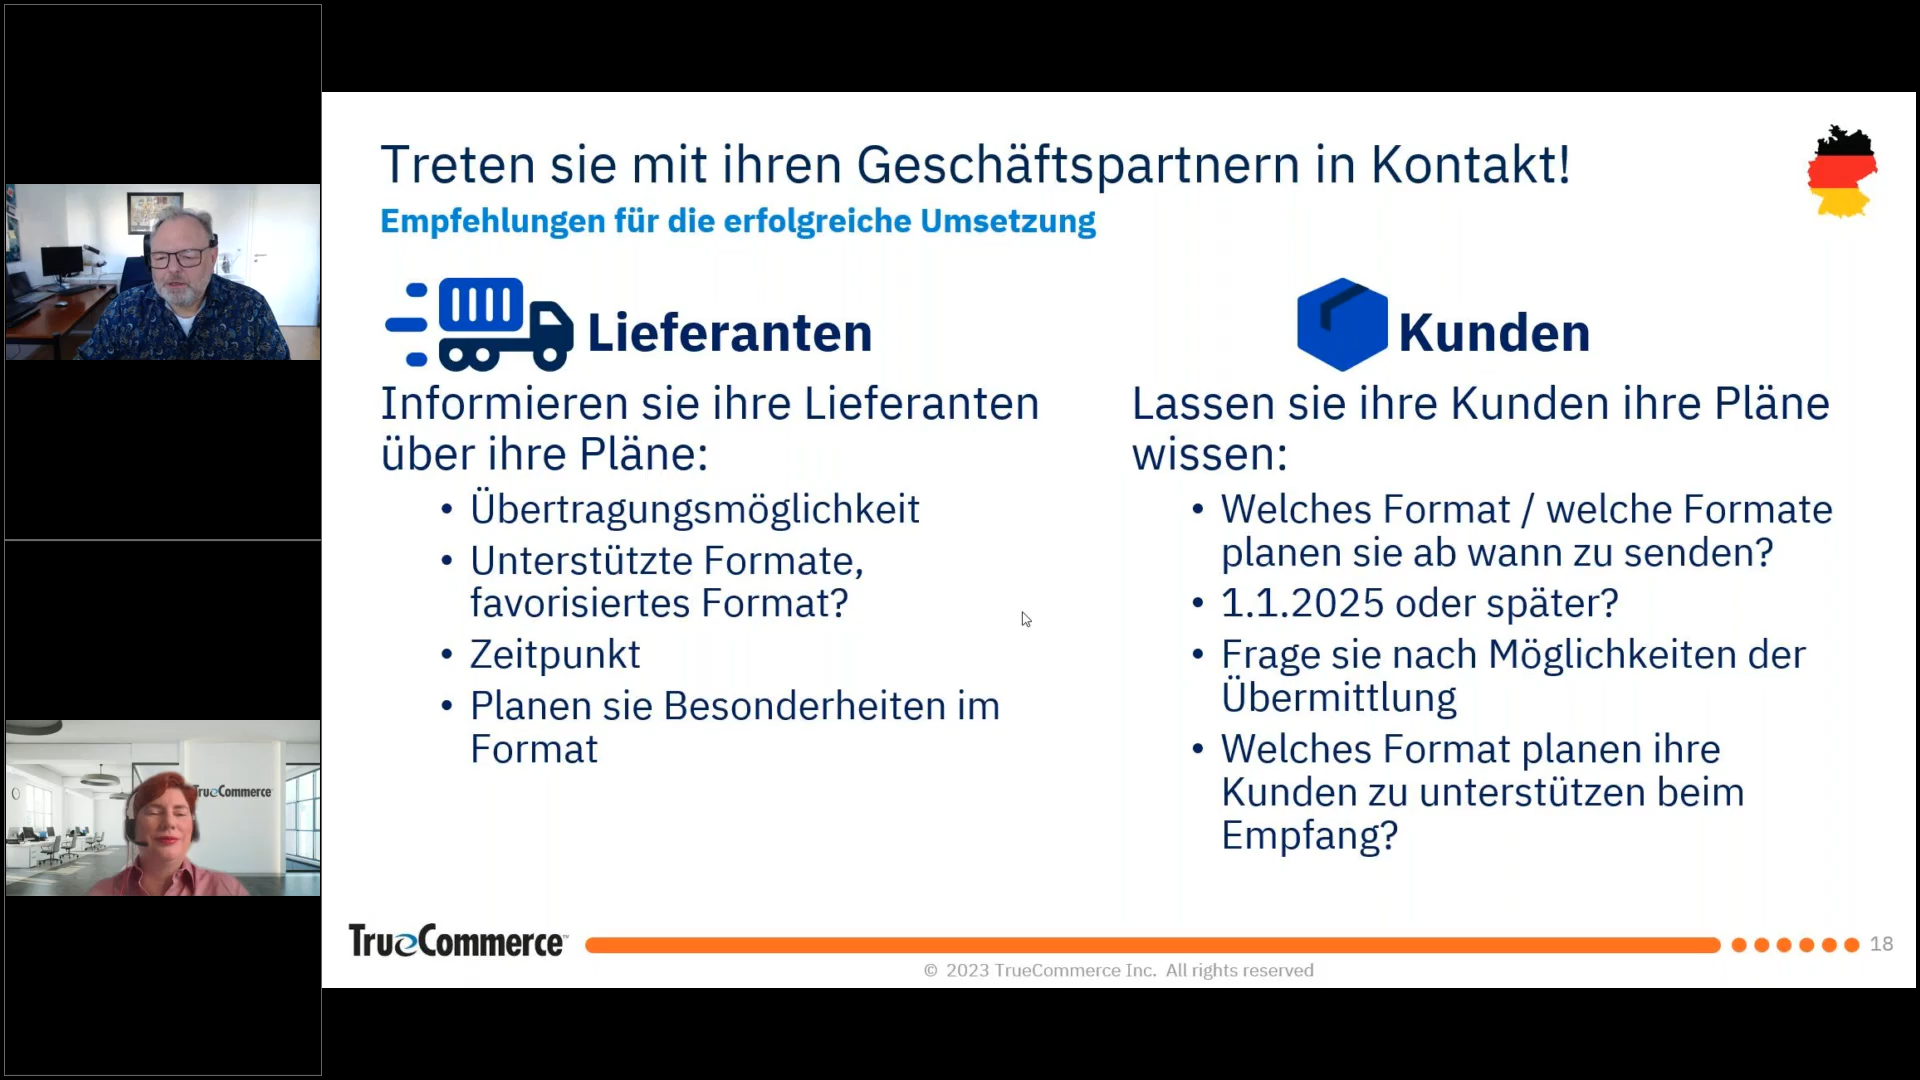 Treten sie mit ihren Geschäftspartnern in Kontakt!
Empfehlungen für die erfolgreiche Umsetzung
Lieferanten
Informieren sie ihre Lieferanten
über ihre Pläne:
• Übertragungsmöglichkeit
• Unterstützte Formate,
favorisiertes Format?
• Zeitpunkt
• Planen sie Besonderheiten im
Format
Kunden
Lassen sie ihre Kunden ihre Pläne
wissen:
• Welches Format / welche Formate
planen sie ab wann zu senden?
• 1.1.2025 oder später?
• Frage sie nach Möglichkeiten der
Übermittlung
• Welches Format planen ihre
Kunden zu unterstützen beim
Empfang?
TrueCommerce
TrueCommerce™
18
© 2023 TrueCommerce Inc. All rights reserved